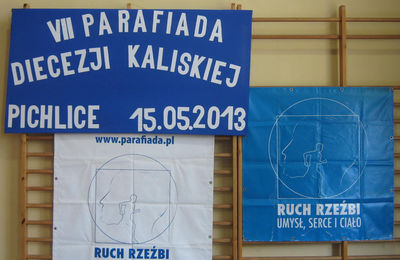 VII PARAFIADA
DIECEZJI KALISKIEJ
PICHLICE 15.05.2013
www.parafiada.pl
RUCH RZEŹBI
RUCH RZEŹBI
UMYSŁ, SERCE I CIAŁO